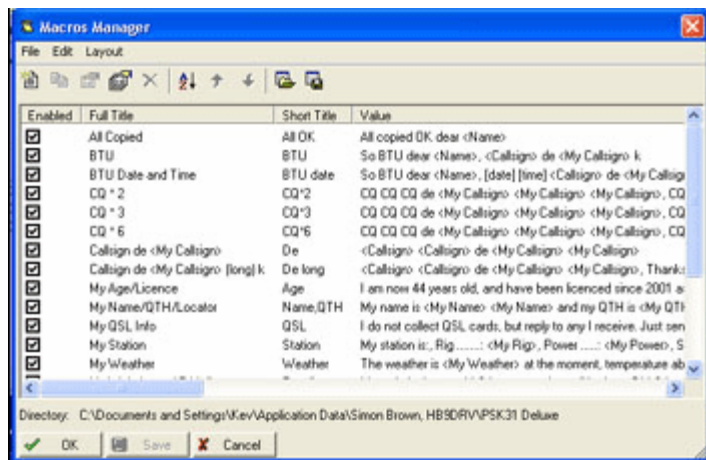 Macros Manager
File Edit Layout
Enabled Full Title Short Title Value
All Copied All OK All copied OK dear <Name>
BTU BTU So BTU dear <Name>, <Callsign> de <My Callsign> k
BTU Date and Time BTU date So BTU dear <Name>, [date] [time] <Callsign> de <My Callsign
CQ * 2 CQ*2 CQ CQ CQ de <My Callsign> <My Callsign> <My Callsign>, CQ
CQ * 3 CQ*3 CQ CQ CQ de <My Callsign> <My Callsign> <My Callsign>, CQ
CQ * 6 CQ*6 CQ CQ CQ de <My Callsign> <My Callsign> <My Callsign>, CQ
Callsign de <My Callsign> De <Callsign> <Callsign> de <My Callsign> <My Callsign>
Callsign de <My Callsign> [long] k De long <Callsign> <Callsign> de <My Callsign> <My Callsign>, Thanks
My Age/Licence Age I am now 44 years old, and have been licenced since 2001 a
My Name/QTH/Locator Name,QTH My name is <My Name> <My Name> and my QTH is <My QTH
My QSL Info QSL I do not collect QSL cards, but reply to any I receive. Just sen
My Station Station My station is:, Rig.......: <My Rig>, Power .....: <My Power>, S
My Weather Weather The weather is <My Weather> at the moment, temperature ab
Directory: C:\Documents and Settings\Kev\Application Data\Simon Brown, HB9DRV\PSK31 Deluxe
OK Save Cancel